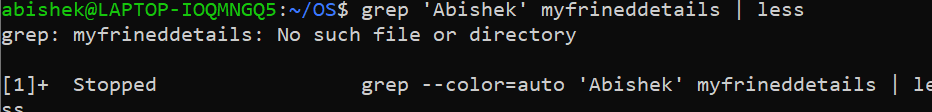 abishek@LAPTOP-IOQMNGQ5:~/OS$ grep 'Abishek' myfrineddetails | less
grep: myfrineddetails: No such file or directory
[1]+  Stopped                 grep --color=auto 'Abishek' myfrineddetails | le
ss